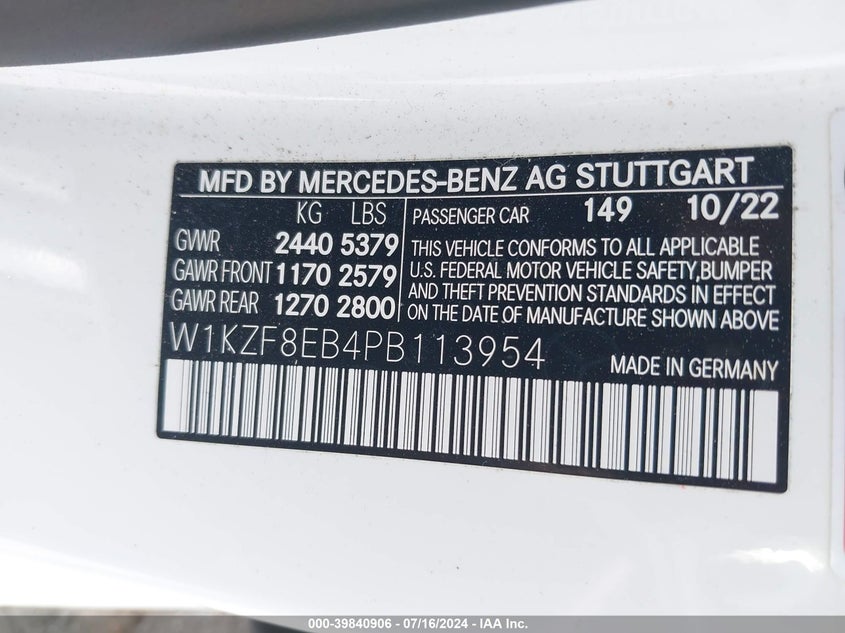 MFD BY MERCEDES-BENZ AG STUTTGART
KG LBS
GVWR 2440 5379
GAWR FRONT 1170 2579
GAWR REAR 1270 2800
PASSENGER CAR 149 10/22
THIS VEHICLE CONFORMS TO ALL APPLICABLE
U.S. FEDERAL MOTOR VEHICLE SAFETY,BUMPER
AND THEFT PREVENTION STANDARDS IN EFFECT
ON THE DATE OF MANUFACTURE SHOWN ABOVE.
W1KZF8EB4PB113954
MADE IN GERMANY
000-39840906 - 07/16/2024 - IAA Inc.